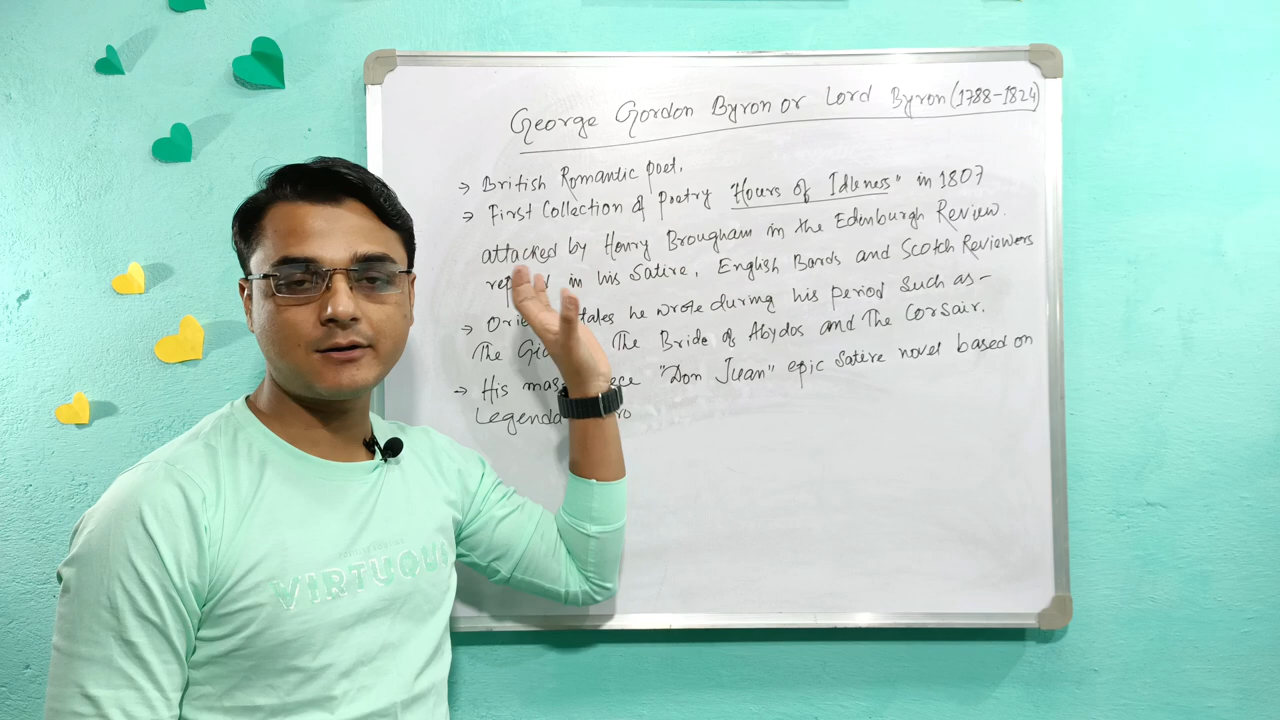 George Gordon Byron or Lord Byron (1788-1824)
→ British Romantic poet.
→ First Collection of Poetry Hours of Idleness" in 1807
attacked by Henry Brougham in the Edinburgh Review.
in his Satire, English Bards and Scotch Reviewers
→ tales he wrote during his period such as-
The The Bride of Abydos and The Corsair.
→ His "Don Juan" epic satire novel based on
VIRTUOUS